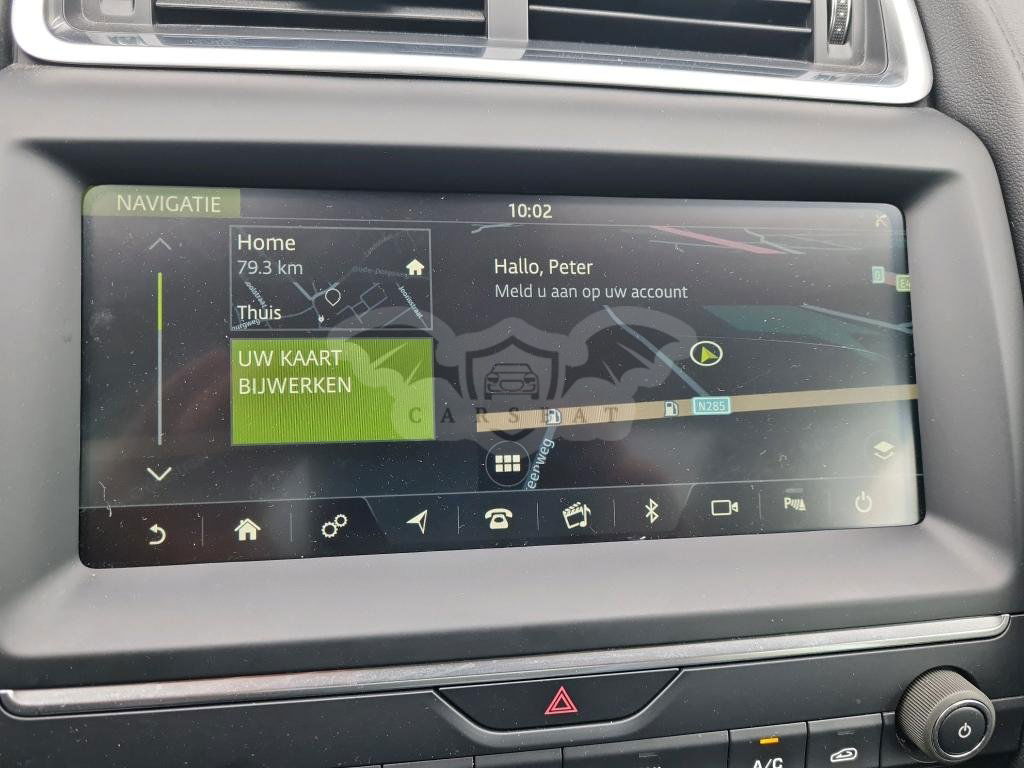 NAVIGATIE
10:02
Home
79.3 km
Thuis
Hallo, Peter
Meld u aan op uw account
UW KAART
BIJWERKEN
N285
CARSEAT
A/C